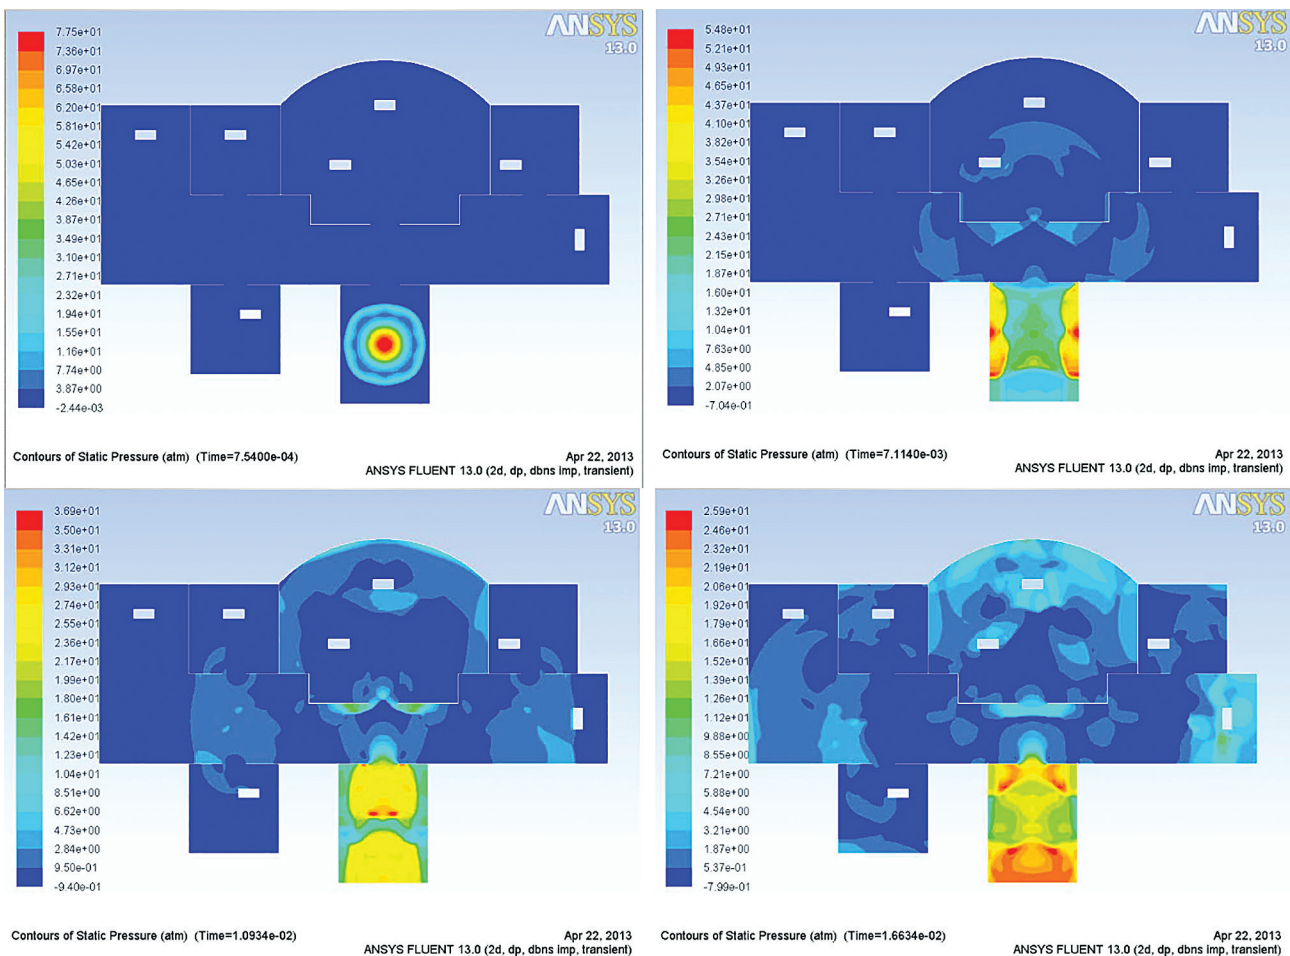 ANSYS
13.0
7.75e+01
7.36e+01
6.97e+01
6.58e+01
6.20e+01
5.81e+01
5.42e+01
5.03e+01
4.65e+01
4.26e+01
3.87e+01
3.49e+01
3.10e+01
2.71e+01
2.32e+01
1.94e+01
1.55e+01
1.16e+01
7.74e+00
3.87e+00
-2.44e-03
Contours of Static Pressure (atm) (Time=7.5400e-04)
Apr 22, 2013
ANSYS FLUENT 13.0 (2d, dp, dbns imp, transient)
ANSYS
13.0
5.48e+01
5.21e+01
4.93e+01
4.65e+01
4.37e+01
4.10e+01
3.82e+01
3.54e+01
3.26e+01
2.98e+01
2.71e+01
2.43e+01
2.15e+01
1.87e+01
1.60e+01
1.32e+01
1.04e+01
7.63e+00
4.85e+00
2.07e+00
-7.04e-01
Contours of Static Pressure (atm) (Time=7.1140e-03)
Apr 22, 2013
ANSYS FLUENT 13.0 (2d, dp, dbns imp, transient)
ANSYS
13.0
3.69e+01
3.50e+01
3.31e+01
3.12e+01
2.93e+01
2.74e+01
2.55e+01
2.36e+01
2.17e+01
1.99e+01
1.80e+01
1.61e+01
1.42e+01
1.23e+01
1.04e+01
8.51e+00
6.62e+00
4.73e+00
2.84e+00
9.50e-01
-9.40e-01
Contours of Static Pressure (atm) (Time=1.0934e-02)
Apr 22, 2013
ANSYS FLUENT 13.0 (2d, dp, dbns imp, transient)
ANSYS
13.0
2.59e+01
2.46e+01
2.32e+01
2.19e+01
2.06e+01
1.92e+01
1.79e+01
1.66e+01
1.52e+01
1.39e+01
1.26e+01
1.12e+01
9.88e+00
8.55e+00
7.21e+00
5.88e+00
4.54e+00
3.21e+00
1.87e+00
5.37e-01
-7.99e-01
Contours of Static Pressure (atm) (Time=1.6634e-02)
Apr 22, 2013
ANSYS FLUENT 13.0 (2d, dp, dbns imp, transient)